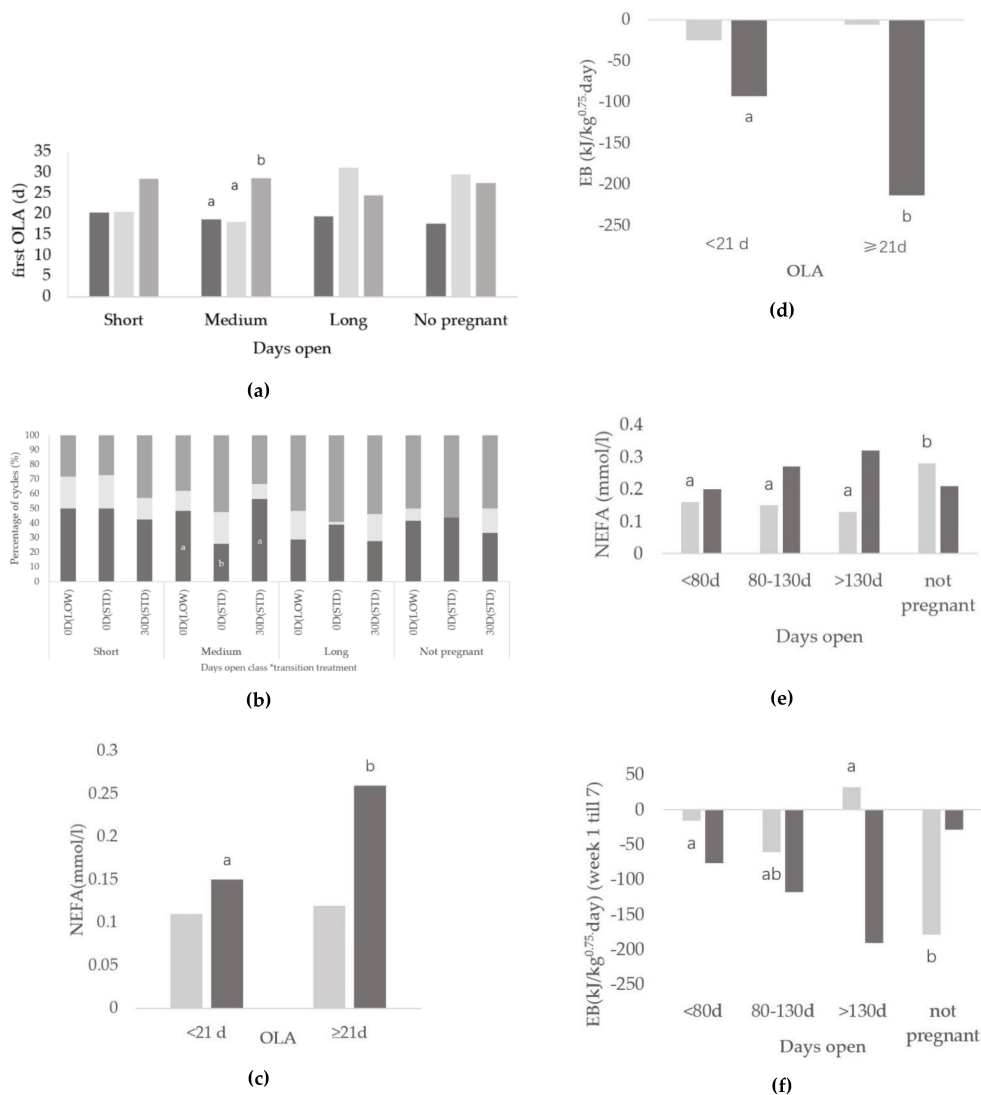 35
30
25
20
15
10
5
0
first OLA (d)
a
a
b
Short Medium Long No pregnant
Days open
(a)
100
90
80
70
60
50
40
30
20
10
0
Percentage of cycles (%)
a
b
a
0D(LOW) 0D(STD) 30D(STD) 0D(LOW) 0D(STD) 30D(STD) 0D(LOW) 0D(STD) 30D(STD) 0D(LOW) 0D(STD) 30D(STD)
Short Medium Long Not pregnant
Days open class *transition treatment
(b)
0.3
0.25
0.2
0.15
0.1
0.05
0
NEFA(mmol/l)
a
b
<21 d ≥21d
OLA
(c)
0
-50
-100
-150
-200
-250
EB (kJ/kg0.75.day)
a
b
<21 d ⩾21d
OLA
(d)
0.4
0.3
0.2
0.1
0
NEFA (mmol/l)
a
a
a
b
<80d 80-130d >130d not
pregnant
Days open
(e)
50
0
-50
-100
-150
-200
-250
EB(kJ/kg0.75.day) (week 1 till 7)
a
ab
a
b
<80d 80-130d >130d not
pregnant
Days open
(f)